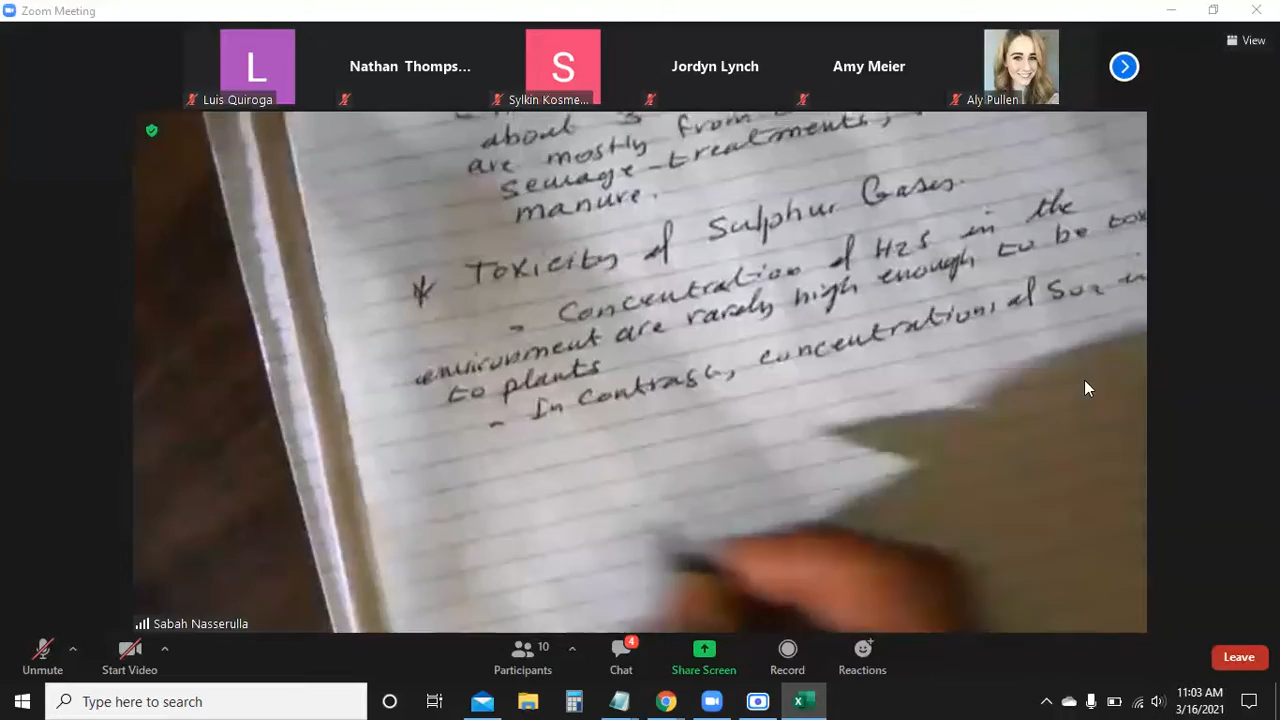 Zoom Meeting
View
L
Luis Quiroga
Nathan Thomps...
S
Sylkin Kosme...
Jordyn Lynch
Amy Meier
Aly Pullen
about 3
are mostly from
sewage-treatments,
manure.
* Toxicity of Sulphur Gases.
- Concentration of H2S in the
environment are rarely high enough to be tox
to plants
- In contrast, concentrations of SO2 in
Sabah Nasserulla
Unmute
Start Video
Participants
10
Chat
4
Share Screen
Record
Reactions
Leave
Type here to search
11:03 AM
3/16/2021